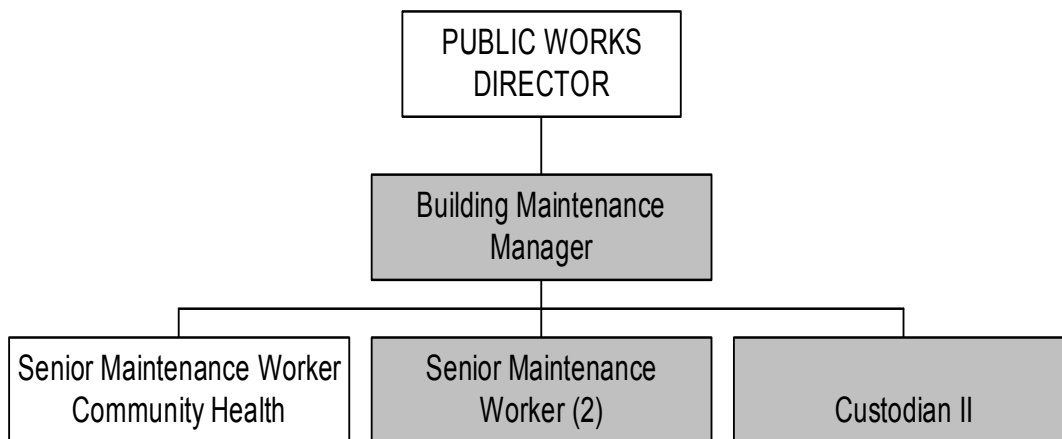 PUBLIC WORKS
DIRECTOR
Building Maintenance
Manager
Senior Maintenance Worker
Community Health
Senior Maintenance
Worker (2)
Custodian II